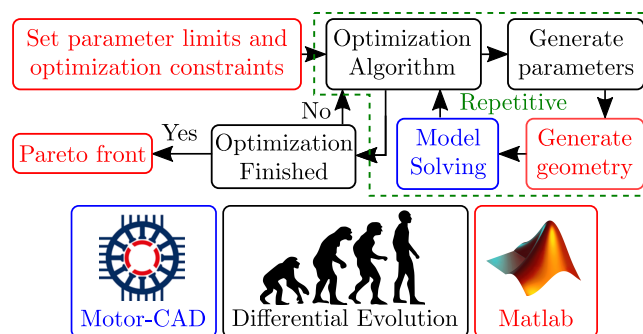 Set parameter limits and
optimization constraints
Optimization
Algorithm
Generate
parameters
Repetitive
No
Yes
Pareto front
Optimization
Finished
Model
Solving
Generate
geometry
Motor-CAD
Differential Evolution
Matlab